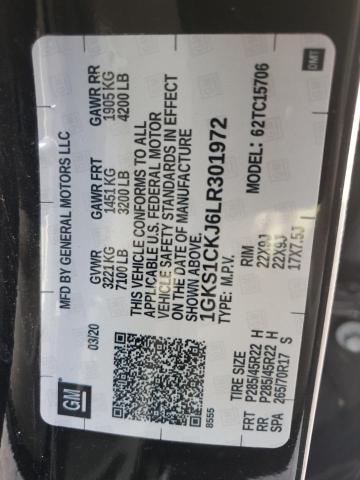 GM
MFD BY GENERAL MOTORS LLC
03/20
GVWR GAWR FRT GAWR RR
3221 KG 1451 KG 1905 KG
7100 LB 3200 LB 4200 LB
THIS VEHICLE CONFORMS TO ALL
APPLICABLE U.S. FEDERAL MOTOR
VEHICLE SAFETY STANDARDS IN EFFECT
ON THE DATE OF MANUFACTURE
SHOWN ABOVE.
1GKS1CKJ6LR301972
TYPE: M.P.V. MODEL: 62TC15706
8555
TIRE SIZE RIM
FRT P285/45R22 H 22X9J
RR P285/45R22 H 22X9J
SPA 265/70R17 S 17X7.5J
DMT